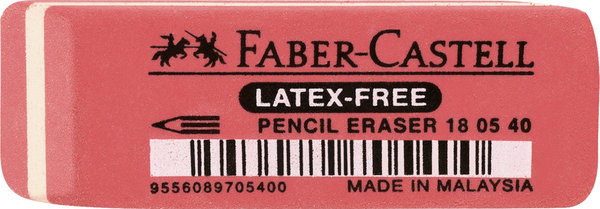 FABER-CASTELL
LATEX-FREE
PENCIL ERASER 18 05 40
9556089705400 MADE IN MALAYSIA